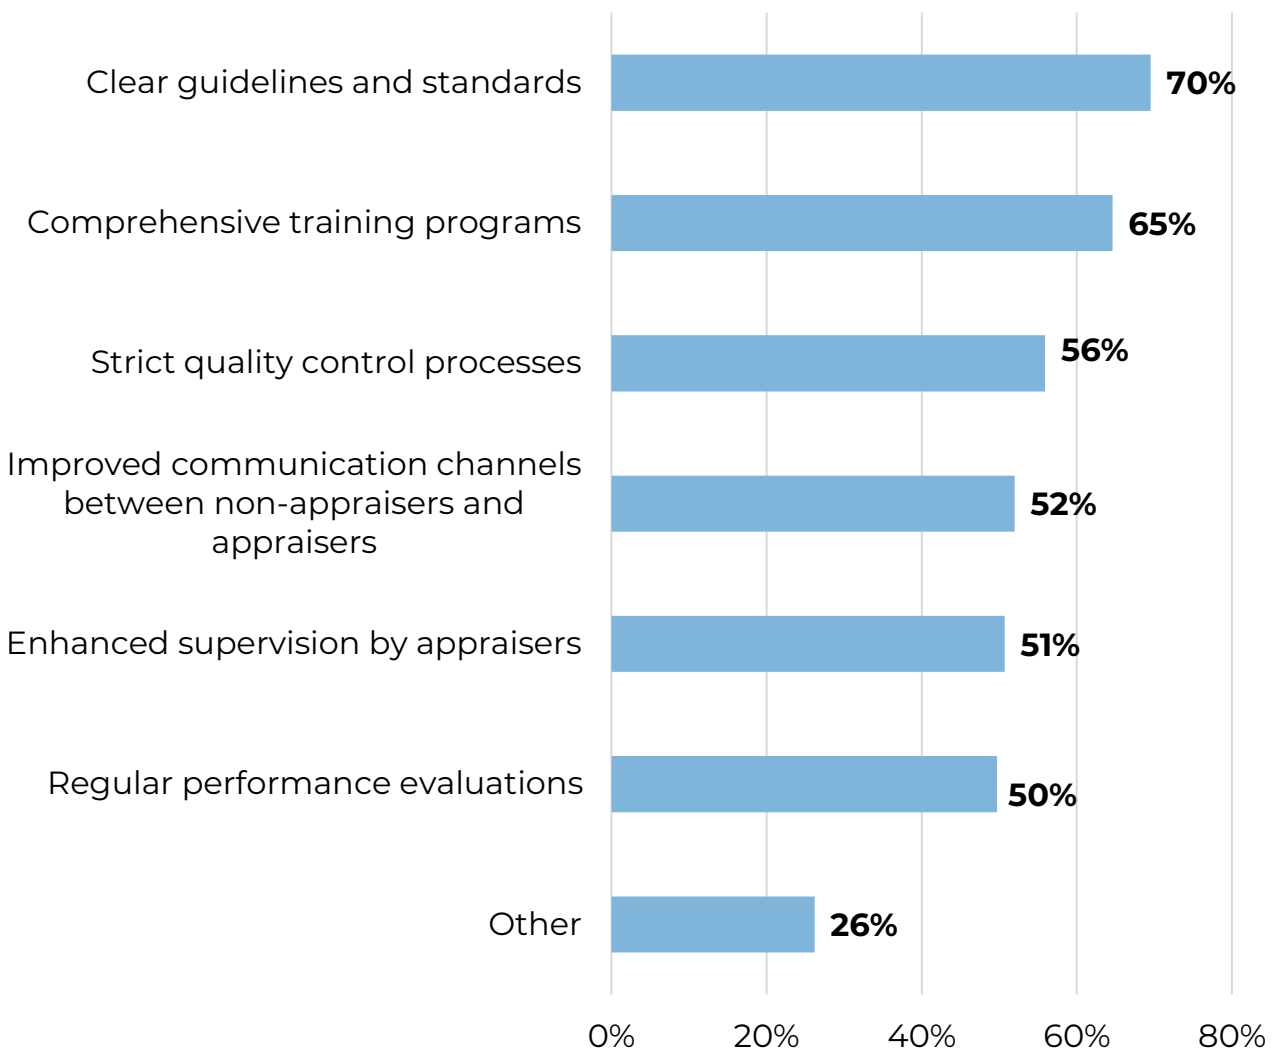 Clear guidelines and standards
70%
Comprehensive training programs
65%
Strict quality control processes
56%
Improved communication channels
between non-appraisers and
appraisers
52%
Enhanced supervision by appraisers
51%
Regular performance evaluations
50%
Other
26%
0% 20% 40% 60% 80%